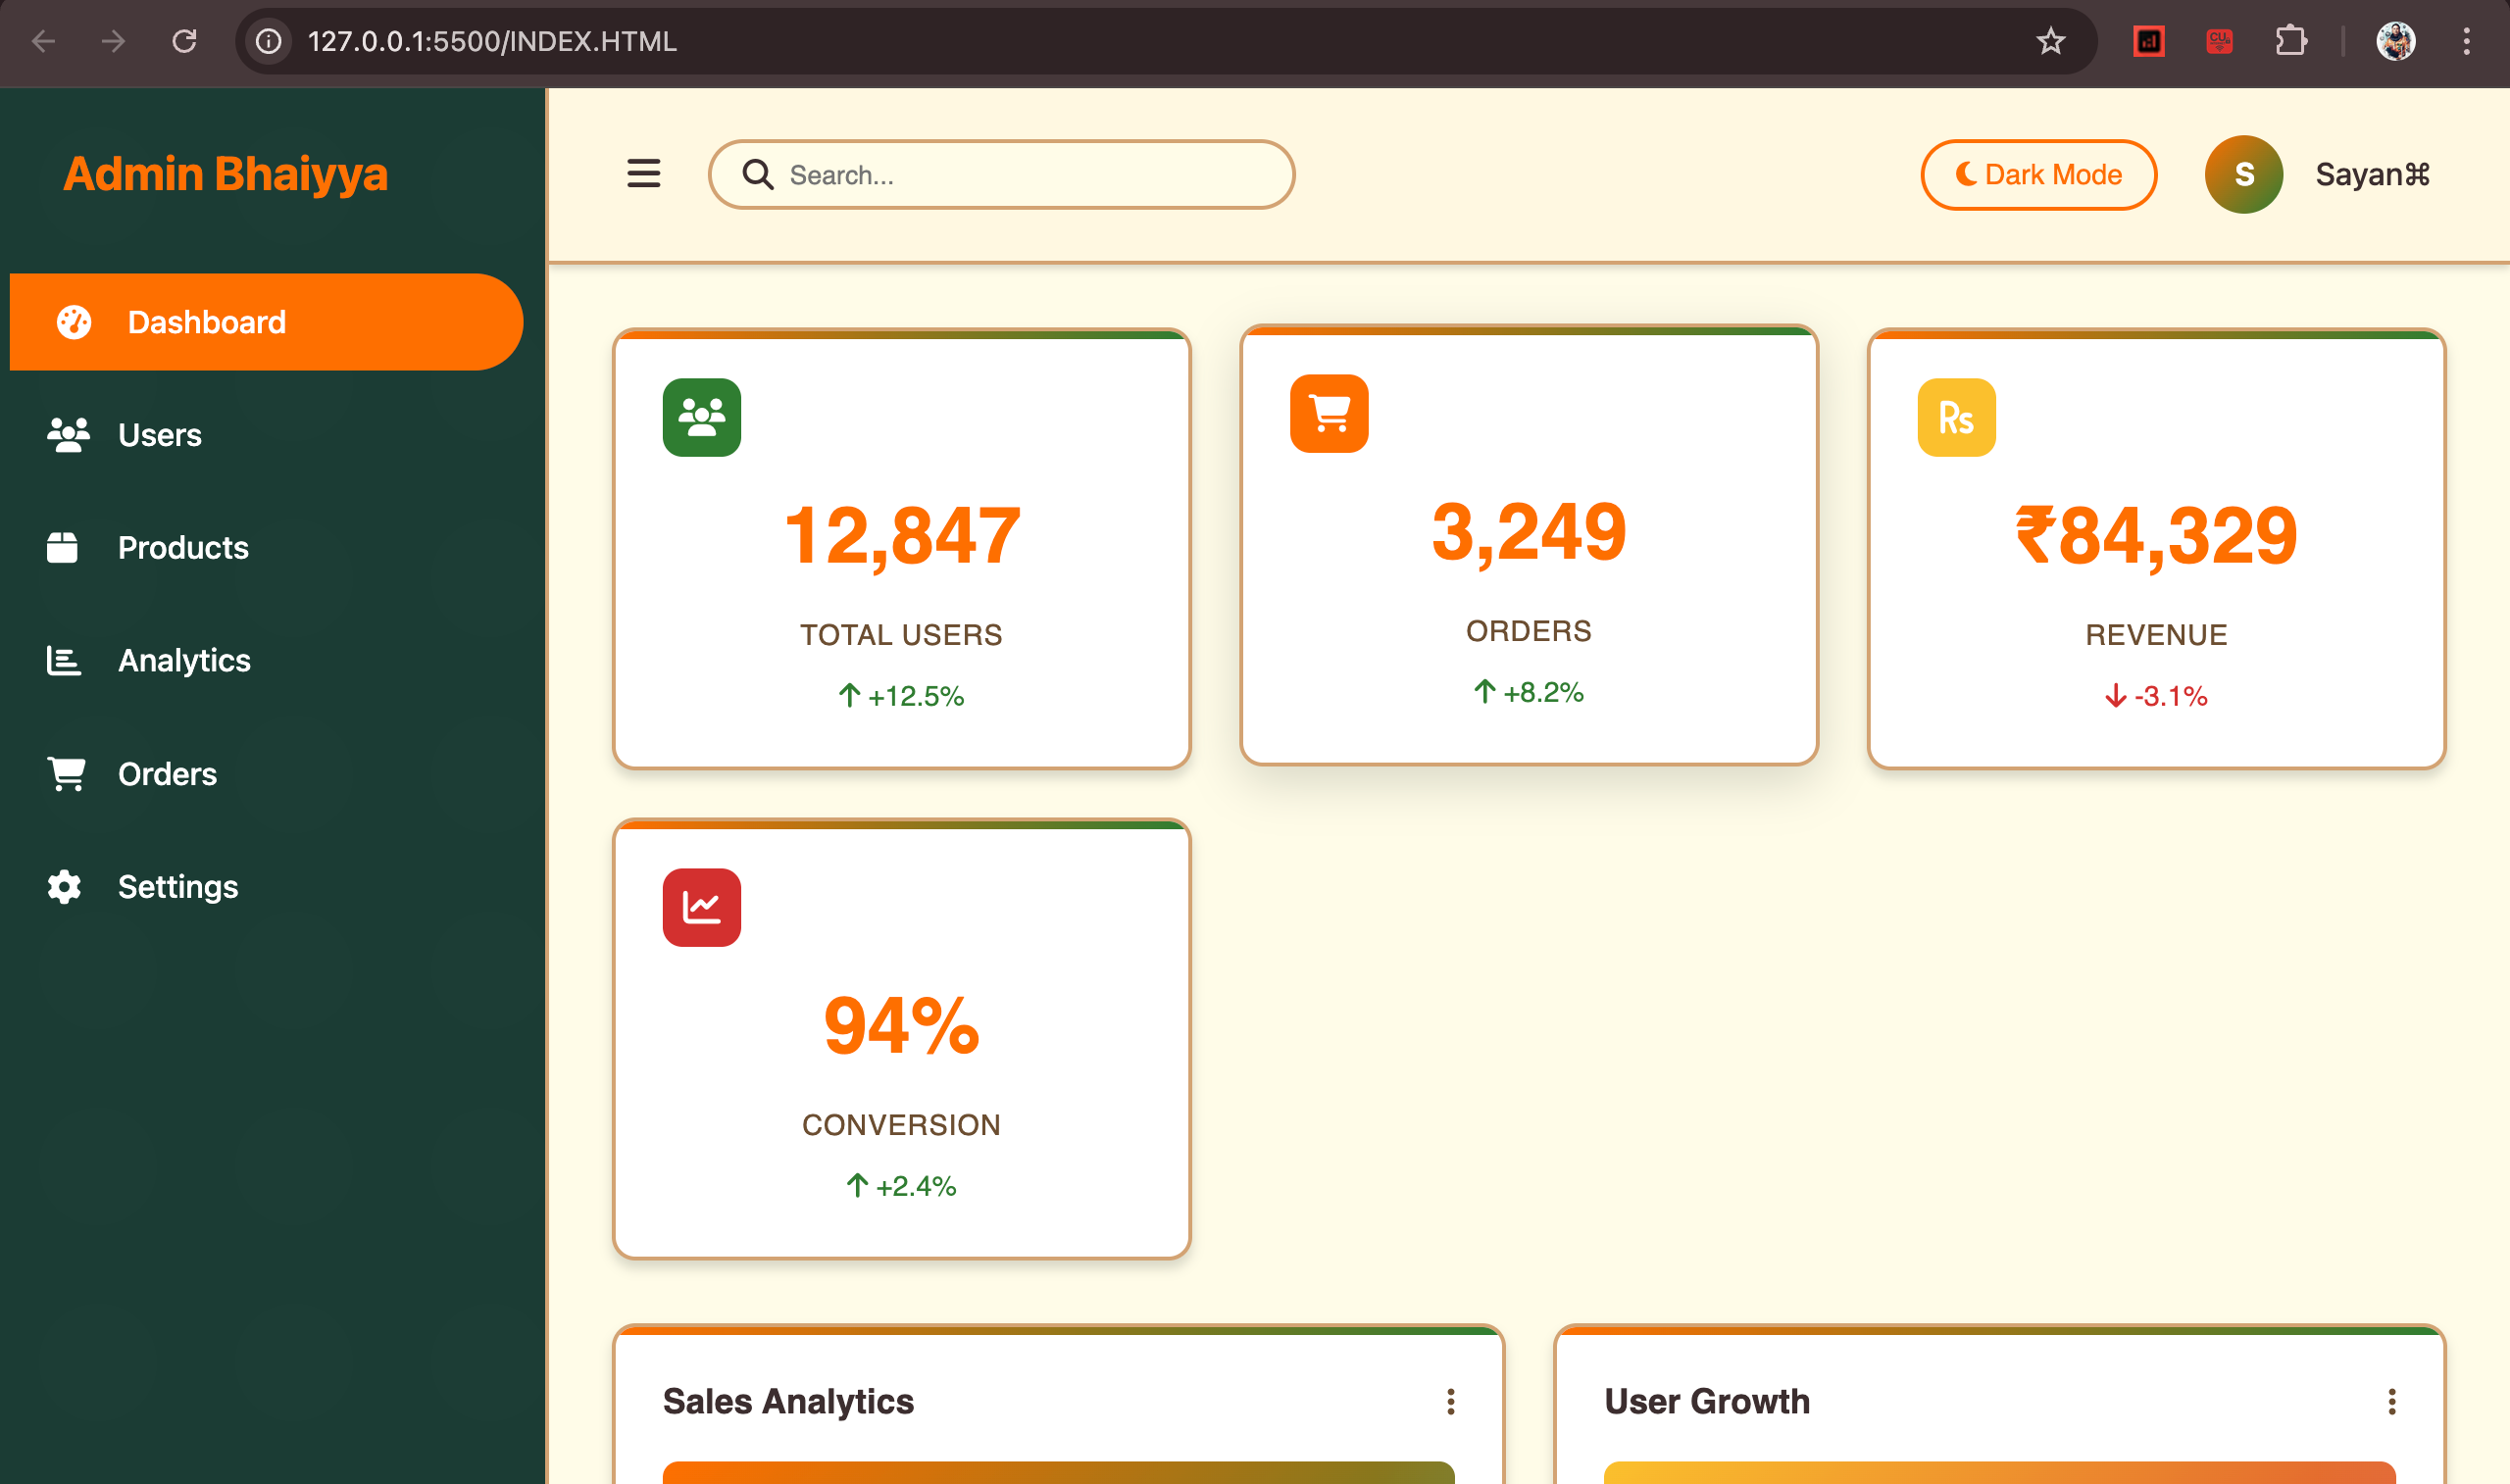 127.0.0.1:5500/INDEX.HTML
CU
Admin Bhaiyya
Search...
Dark Mode
S
Sayan⌘
Dashboard
Users
Products
Analytics
Orders
Settings
12,847
TOTAL USERS
+12.5%
3,249
ORDERS
+8.2%
Rs
₹84,329
REVENUE
-3.1%
94%
CONVERSION
+2.4%
Sales Analytics
User Growth